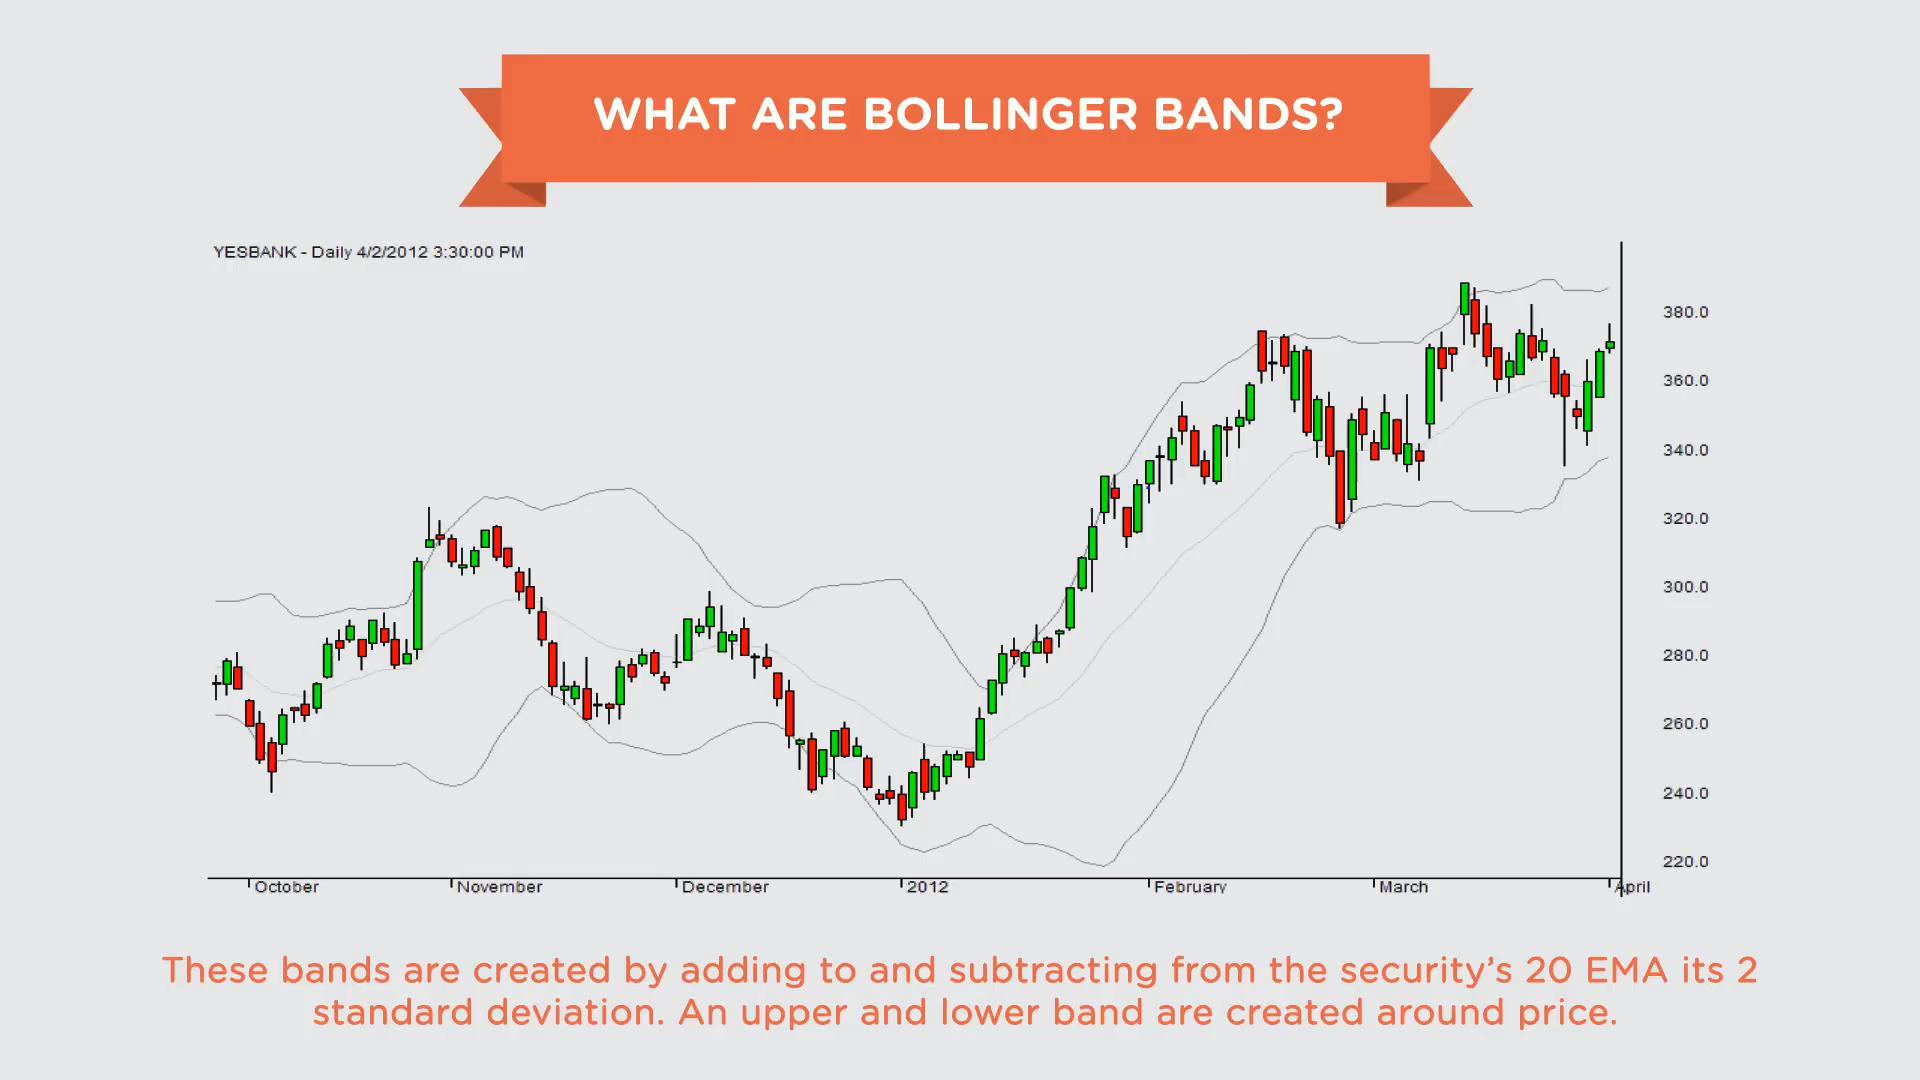 WHAT ARE BOLLINGER BANDS?
YESBANK - Daily 4/2/2012 3:30:00 PM
380.0
360.0
340.0
320.0
300.0
280.0
260.0
240.0
220.0
October November December 2012 February March April
These bands are created by adding to and subtracting from the security's 20 EMA its 2
standard deviation. An upper and lower band are created around price.